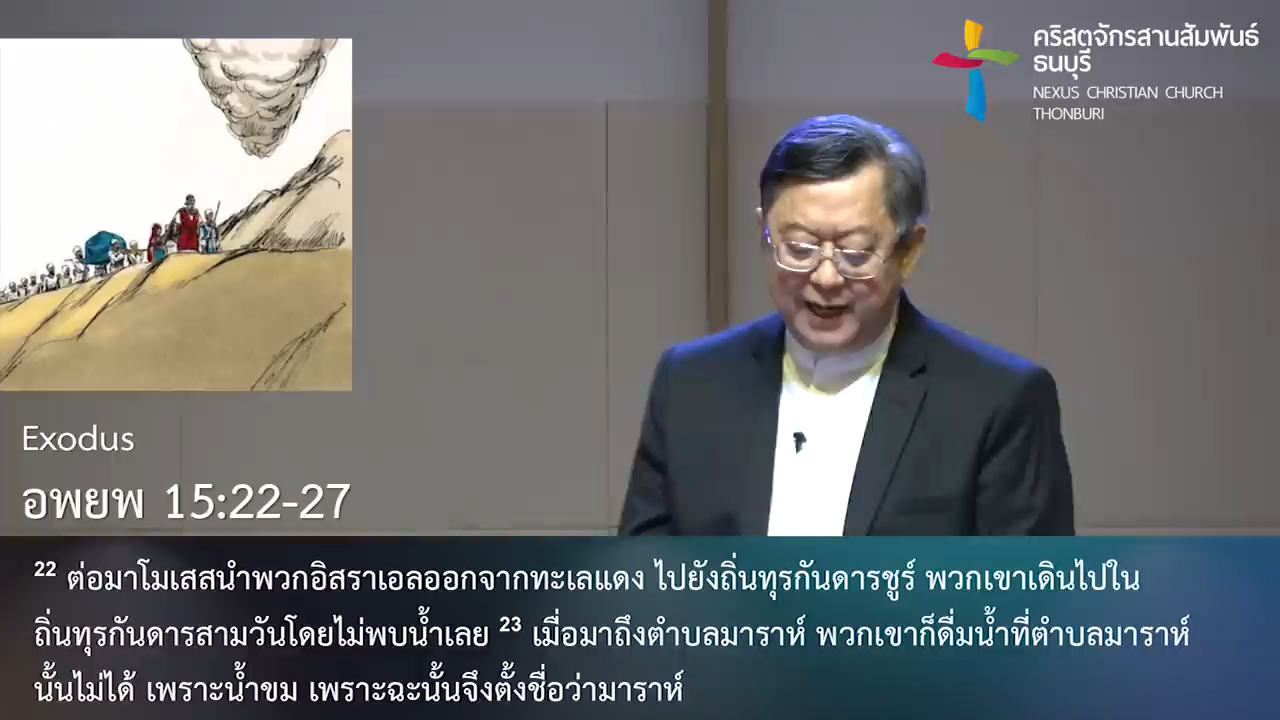 คริสตจักรสานสัมพันธ์
ธนบุรี
NEXUS CHRISTIAN CHURCH
THONBURI
Exodus
อพยพ 15:22-27
22 ต่อมาโมเสสนำพวกอิสราเอลออกจากทะเลแดง ไปยังถิ่นทุรกันดารชูร์ พวกเขาเดินไปใน
ถิ่นทุรกันดารสามวันโดยไม่พบน้ำเลย 23 เมื่อมาถึงตำบลมาราห์ พวกเขาก็ดื่มน้ำที่ตำบลมาราห์
นั้นไม่ได้ เพราะน้ำขม เพราะฉะนั้นจึงตั้งชื่อว่ามาราห์